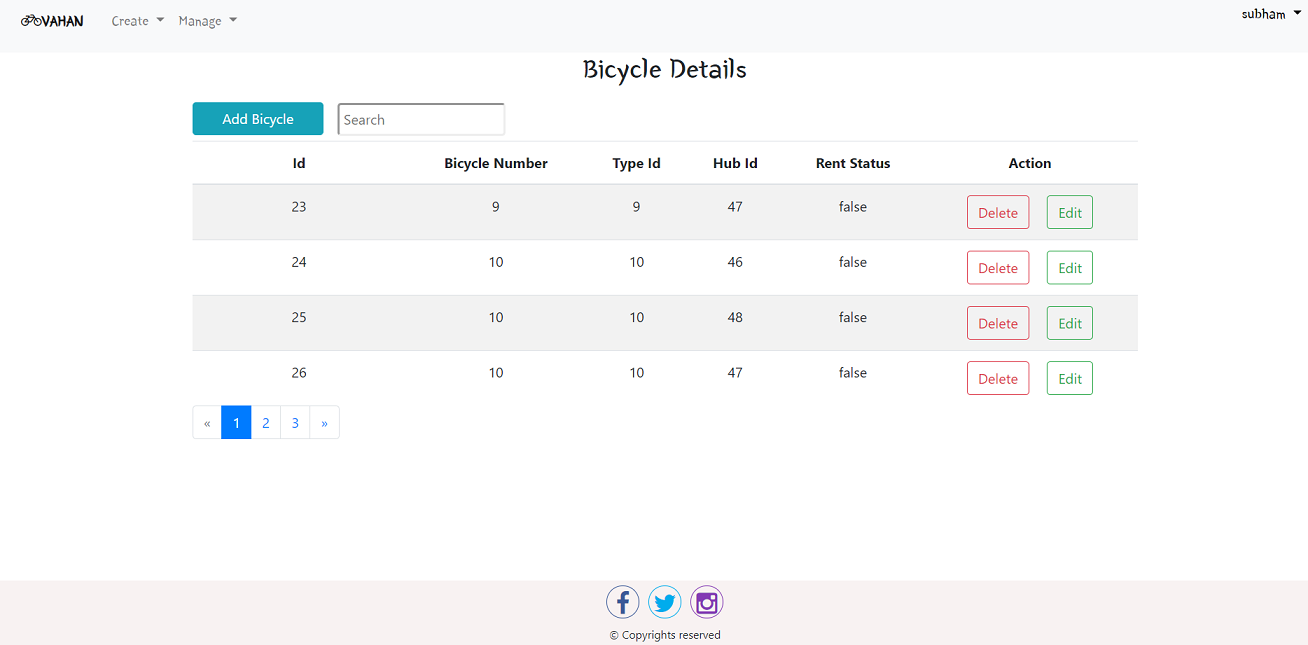 VAHAN Create Manage subham
Bicycle Details
Add Bicycle Search
Id Bicycle Number Type Id Hub Id Rent Status Action
23 9 9 47 false Delete Edit
24 10 10 46 false Delete Edit
25 10 10 48 false Delete Edit
26 10 10 47 false Delete Edit
« 1 2 3 »
© Copyrights reserved